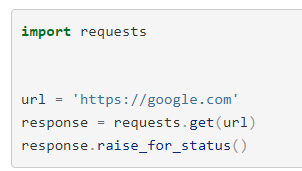 import requests
url = 'https://google.com'
response = requests.get(url)
response.raise_for_status()